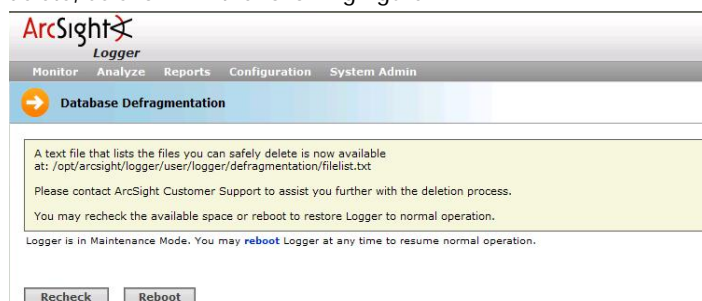 ArcSight
Logger
Monitor Analyze Reports Configuration System Admin
Database Defragmentation
A text file that lists the files you can safely delete is now available
at: /opt/arcsight/logger/user/logger/defragmentation/filelist.txt
Please contact ArcSight Customer Support to assist you further with the deletion process.
You may recheck the available space or reboot to restore Logger to normal operation.
Logger is in Maintenance Mode. You may reboot Logger at any time to resume normal operation.
Recheck Reboot